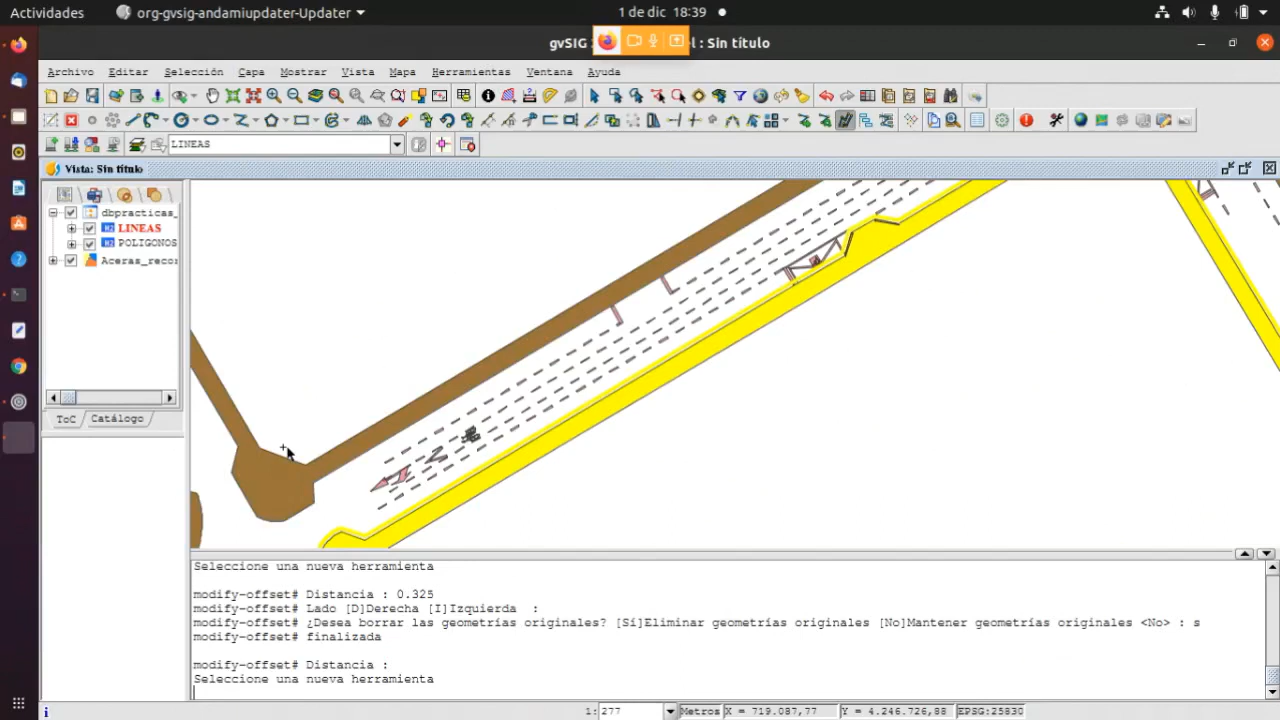 Actividades
org-gvsig-andamiupdater-Updater
1 de dic 18:39
gvSIG
el : Sin título
Archivo Editar Selección Capa Mostrar Vista Mapa Herramientas Ventana Ayuda
LINEAS
Vista: Sin título
dbpracticas_
LINEAS
POLIGONOS
Aceras_reco
ToC Catálogo
Seleccione una nueva herramienta
modify-offset# Distancia : 0.325
modify-offset# Lado [D]Derecha [I]Izquierda :
modify-offset# ¿Desea borrar las geometrías originales? [Sí]Eliminar geometrías originales [No]Mantener geometrías originales <No> : s
modify-offset# finalizada
modify-offset# Distancia :
Seleccione una nueva herramienta
1: 277 Metros X = 719.087,77 Y = 4.246.726,88 EPSG:25830